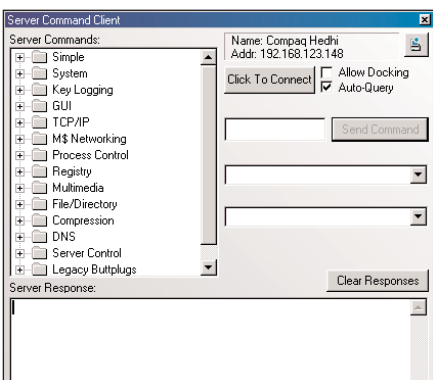 Server Command Client
Server Commands:
Simple
System
Key Logging
GUI
TCP/IP
M$ Networking
Process Control
Registry
Multimedia
File/Directory
Compression
DNS
Server Control
Legacy Buttplugs
Name: Compaq Hedhi
Addr: 192.168.123.148
Click To Connect
Allow Docking
Auto-Query
Send Command
Clear Responses
Server Response: